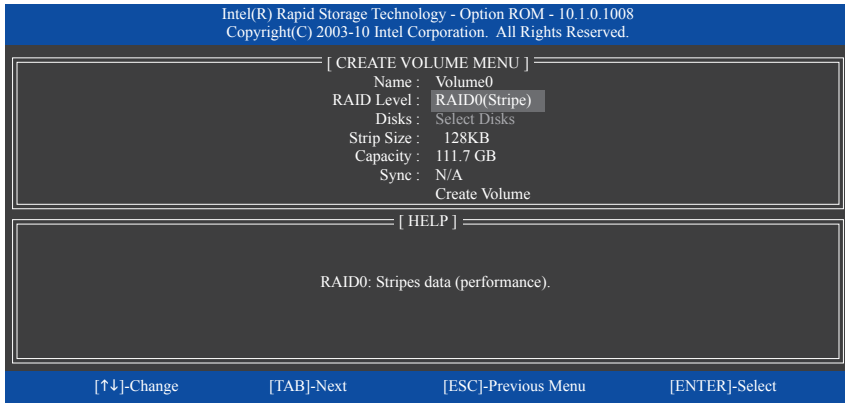 Intel(R) Rapid Storage Technology - Option ROM - 10.1.0.1008
Copyright(C) 2003-10 Intel Corporation. All Rights Reserved.
[ CREATE VOLUME MENU ]
Name : Volume0
RAID Level : RAID0(Stripe)
Disks : Select Disks
Strip Size : 128KB
Capacity : 111.7 GB
Sync : N/A
Create Volume
[ HELP ]
RAID0: Stripes data (performance).
[↑↓]-Change [TAB]-Next [ESC]-Previous Menu [ENTER]-Select